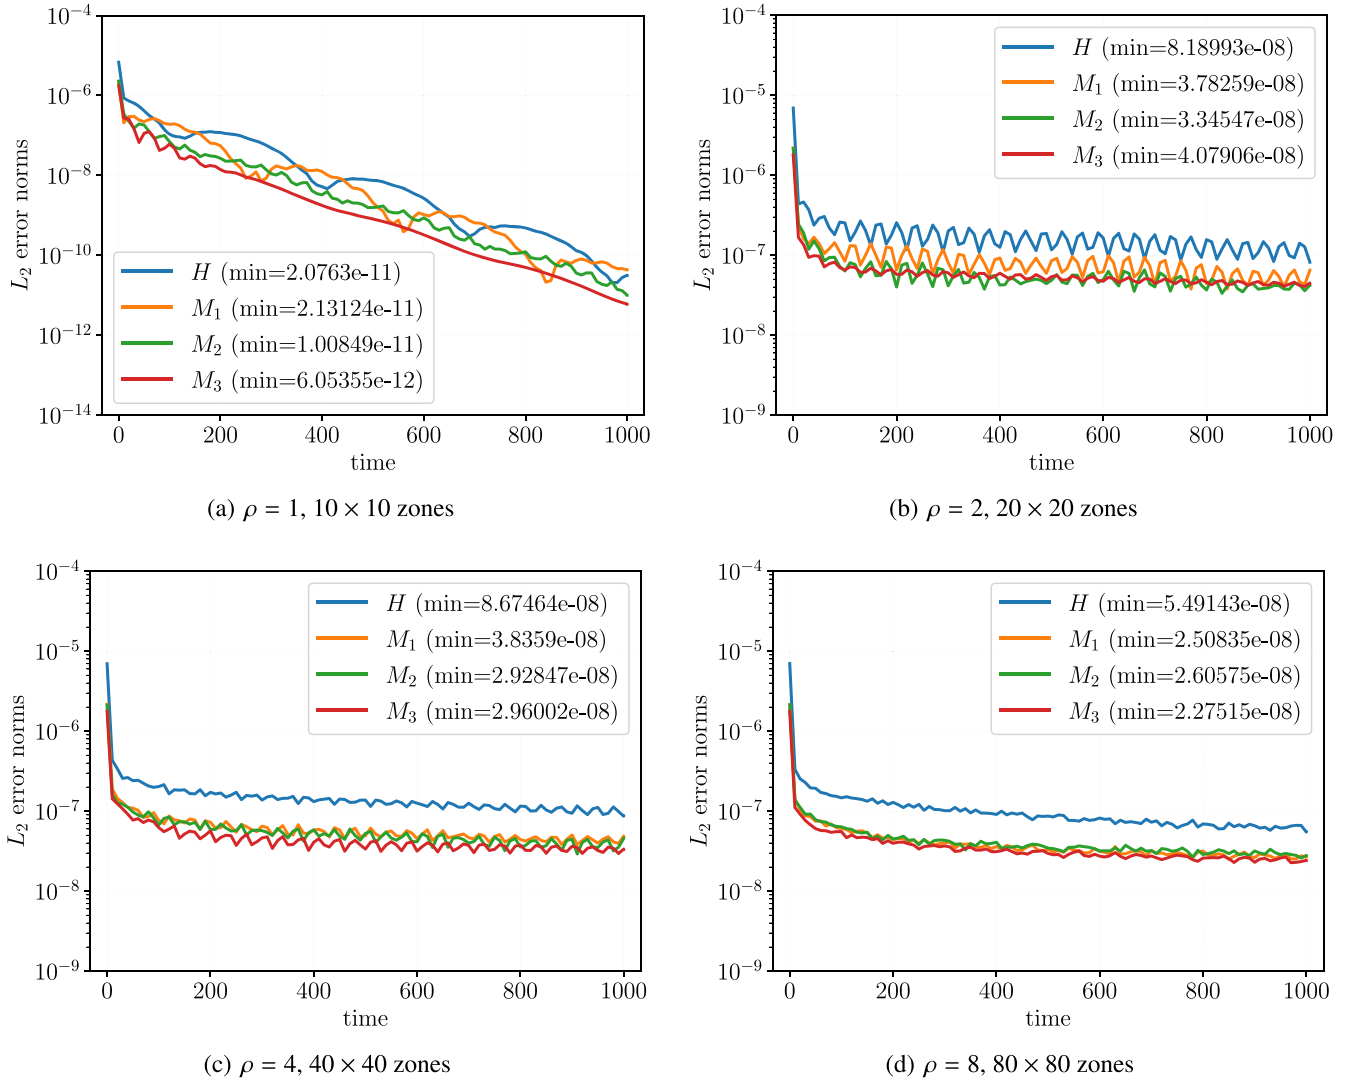 10⁻⁴
10⁻⁶
10⁻⁸
10⁻¹⁰
10⁻¹²
10⁻¹⁴
L₂ error norms
H (min=2.0763e-11)
M₁ (min=2.13124e-11)
M₂ (min=1.00849e-11)
M₃ (min=6.05355e-12)
0 200 400 600 800 1000
time
(a) ρ = 1, 10 × 10 zones
10⁻⁴
10⁻⁵
10⁻⁶
10⁻⁷
10⁻⁸
10⁻⁹
L₂ error norms
H (min=8.18993e-08)
M₁ (min=3.78259e-08)
M₂ (min=3.34547e-08)
M₃ (min=4.07906e-08)
0 200 400 600 800 1000
time
(b) ρ = 2, 20 × 20 zones
10⁻⁴
10⁻⁵
10⁻⁶
10⁻⁷
10⁻⁸
10⁻⁹
L₂ error norms
H (min=8.67464e-08)
M₁ (min=3.8359e-08)
M₂ (min=2.92847e-08)
M₃ (min=2.96002e-08)
0 200 400 600 800 1000
time
(c) ρ = 4, 40 × 40 zones
10⁻⁴
10⁻⁵
10⁻⁶
10⁻⁷
10⁻⁸
10⁻⁹
L₂ error norms
H (min=5.49143e-08)
M₁ (min=2.50835e-08)
M₂ (min=2.60575e-08)
M₃ (min=2.27515e-08)
0 200 400 600 800 1000
time
(d) ρ = 8, 80 × 80 zones